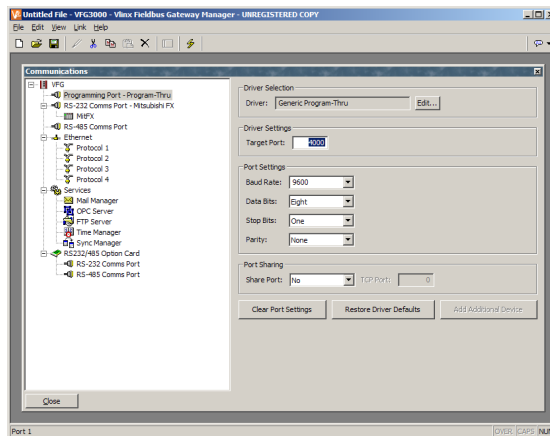 Untitled File - VFG3000 - Vlinx Fieldbus Gateway Manager - UNREGISTERED COPY
File Edit View Link Help
Communications
VFG
Programming Port - Program-Thru
RS-232 Comms Port - Mitsubishi FX
MitFX
RS-485 Comms Port
Ethernet
Protocol 1
Protocol 2
Protocol 3
Protocol 4
Services
Mail Manager
OPC Server
FTP Server
Time Manager
Sync Manager
RS232/485 Option Card
RS-232 Comms Port
RS-485 Comms Port
Driver Selection
Driver: Generic Program-Thru Edit...
Driver Settings
Target Port: 4000
Port Settings
Baud Rate: 9600
Data Bits: Eight
Stop Bits: One
Parity: None
Port Sharing
Share Port: No TCP Port: 0
Clear Port Settings Restore Driver Defaults Add Additional Device
Close
Port 1 OVER CAPS NUM